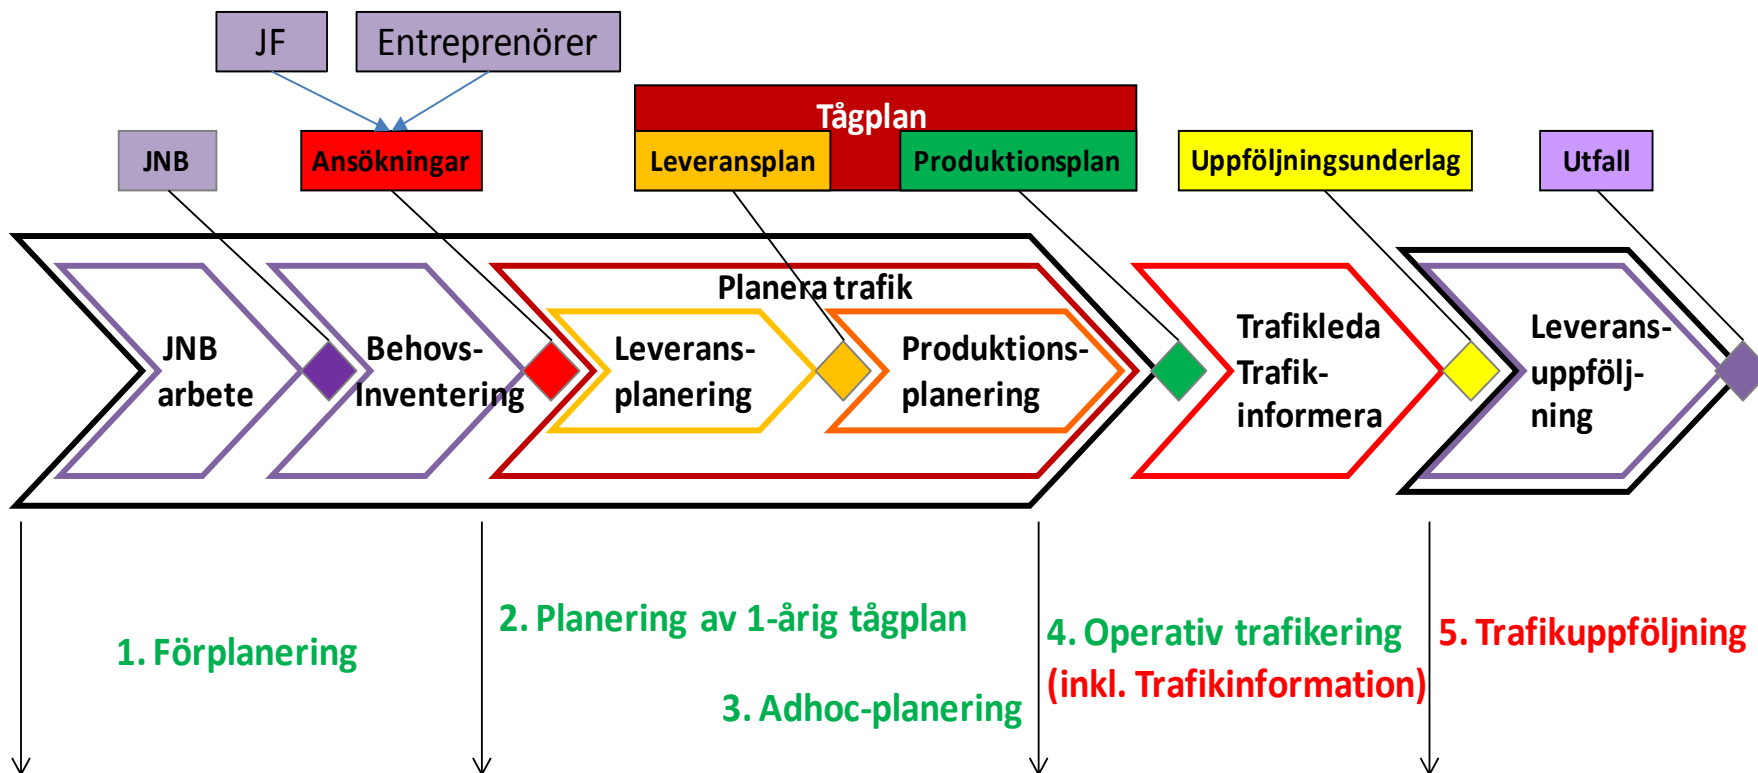 JF
Entreprenörer
Tågplan
JNB
Ansökningar
Leveransplan
Produktionsplan
Uppföljningsunderlag
Utfall
Planera trafik
JNB
arbete
Behovs-
Inventering
Leverans-
planering
Produktions-
planering
Trafikleda
Trafik-
informera
Leverans-
uppfölj-
ning
1. Förplanering
2. Planering av 1-årig tågplan
3. Adhoc-planering
4. Operativ trafikering
(inkl. Trafikinformation)
5. Trafikuppföljning